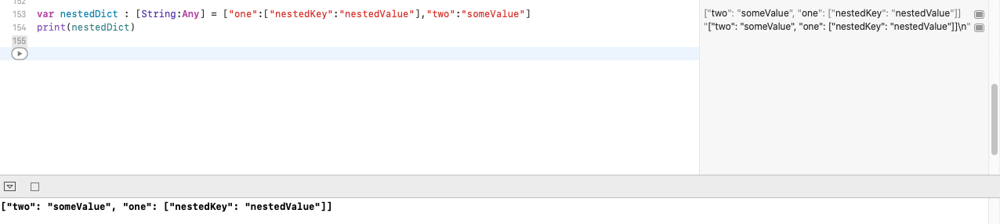 152
153 var nestedDict : [String:Any] = ["one":["nestedKey":"nestedValue"],"two":"someValue"]
["two": "someValue", "one": ["nestedKey": "nestedValue"]]
154 print(nestedDict)
"["two": "someValue", "one": ["nestedKey": "nestedValue"]]\n"
155
["two": "someValue", "one": ["nestedKey": "nestedValue"]]